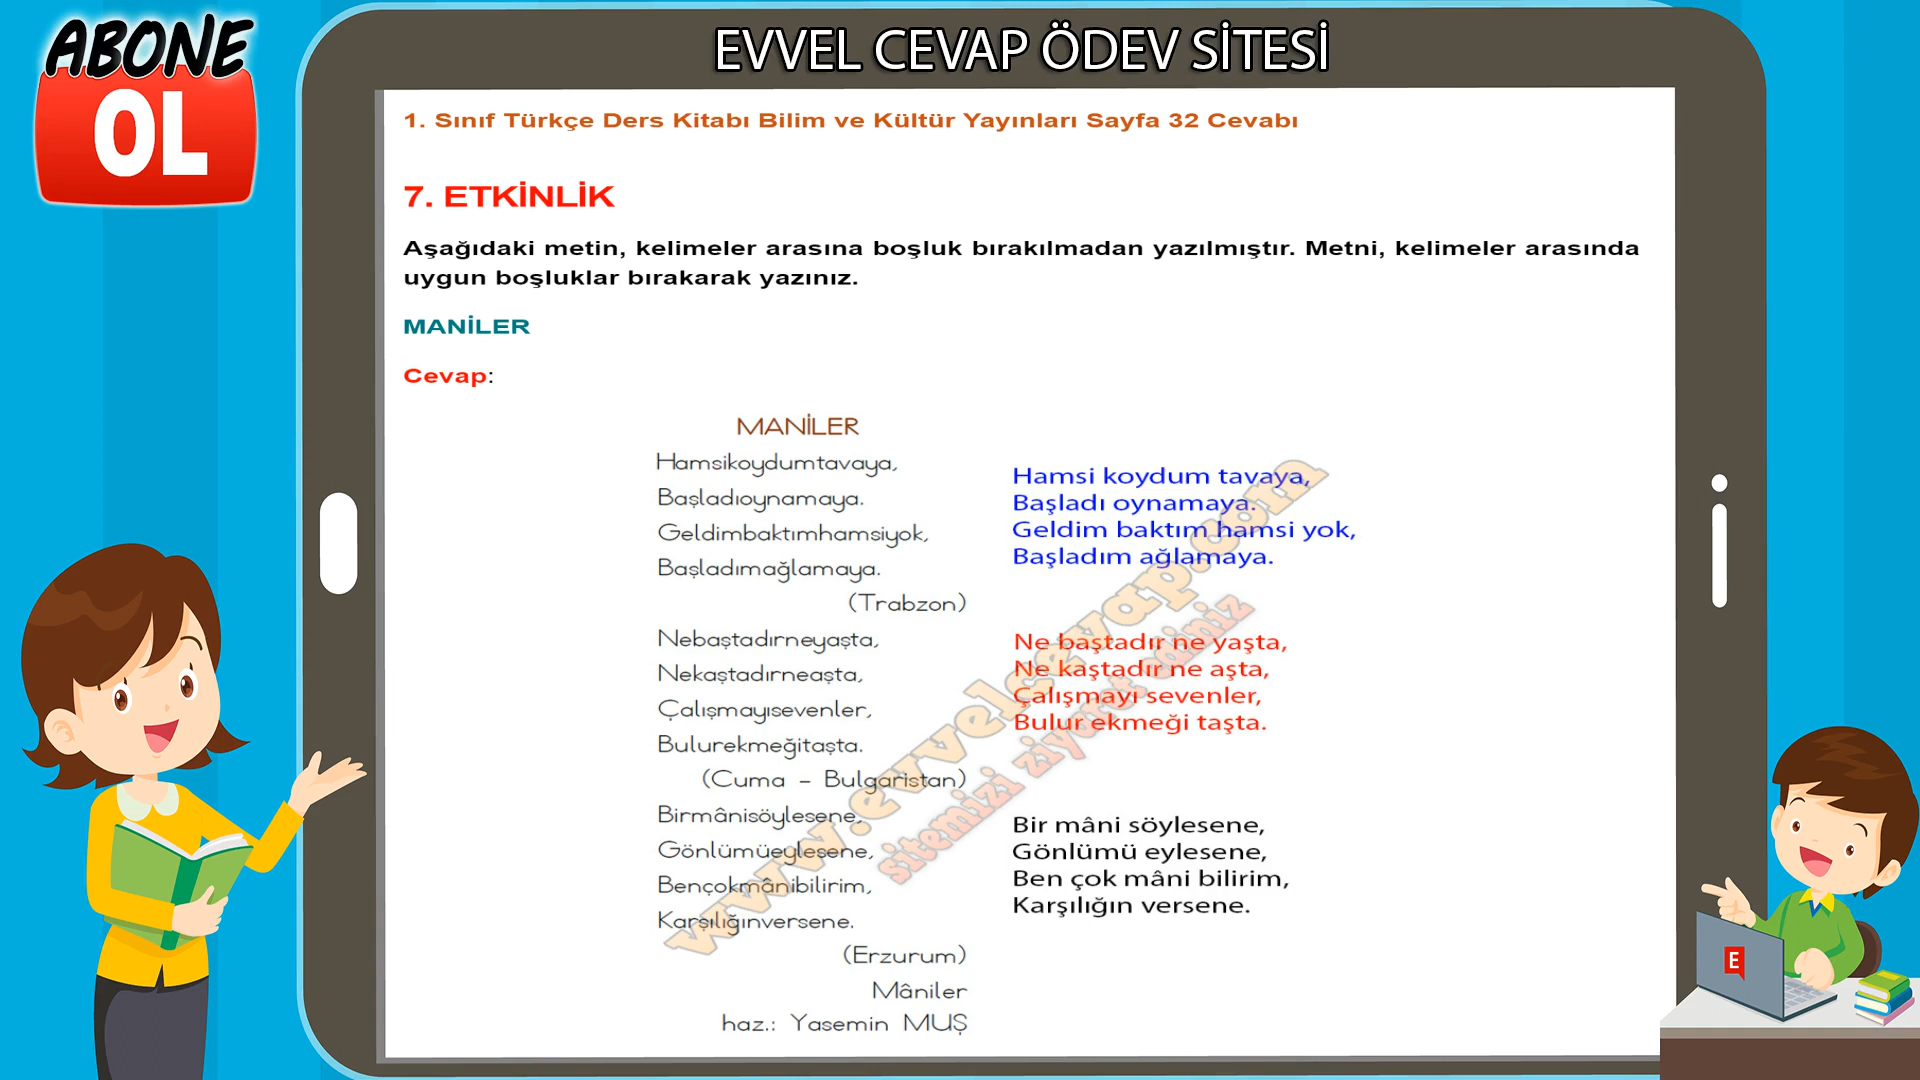 ABONE
OL
EVVEL CEVAP ÖDEV SİTESİ
1. Sınıf Türkçe Ders Kitabı Bilim ve Kültür Yayınları Sayfa 32 Cevabı
7. ETKİNLİK
Aşağıdaki metin, kelimeler arasına boşluk bırakılmadan yazılmıştır. Metni, kelimeler arasında
uygun boşluklar bırakarak yazınız.
MANİLER
Cevap:
MANİLER
Hamsikoydumtavaya,
Başladıoynamaya.
Geldimbaktımhamsiyok,
Başladımağlamaya.
(Trabzon)
Nebaştadırneyaşta,
Nekaştadırneaşta,
Çalışmayısevenler,
Bulurekmeğitaşta.
(Cuma - Bulgaristan)
Birmânisöylesene,
Gönlümüeylesene,
Bençokmânibilirim,
Karşılığınversene.
(Erzurum)
Mâniler
haz.: Yasemin MUŞ
Hamsi koydum tavaya,
Başladı oynamaya.
Geldim baktım hamsi yok,
Başladım ağlamaya.
Ne baştadır ne yaşta,
Ne kaştadır ne aşta,
Çalışmayı sevenler,
Bulur ekmeği taşta.
Bir mâni söylesene,
Gönlümü eylesene,
Ben çok mâni bilirim,
Karşılığın versene.
www.evvelcevap.com
sitemizi ziyaret ediniz
E